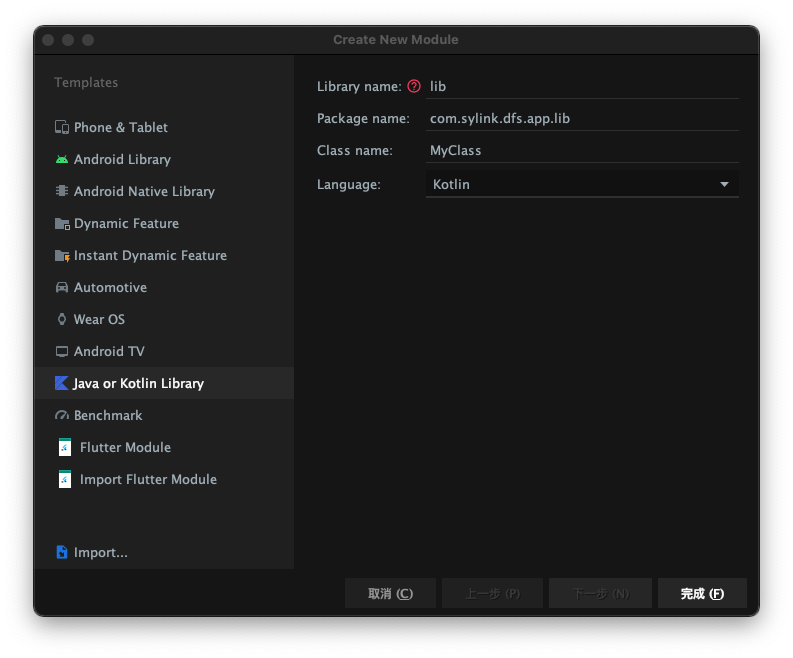 Create New Module
Templates
Phone & Tablet
Android Library
Android Native Library
Dynamic Feature
Instant Dynamic Feature
Automotive
Wear OS
Android TV
Java or Kotlin Library
Benchmark
Flutter Module
Import Flutter Module
Import...
Library name: ? lib
Package name: com.sylink.dfs.app.lib
Class name: MyClass
Language: Kotlin
取消 (C) 上一步 (P) 下一步 (N) 完成 (F)